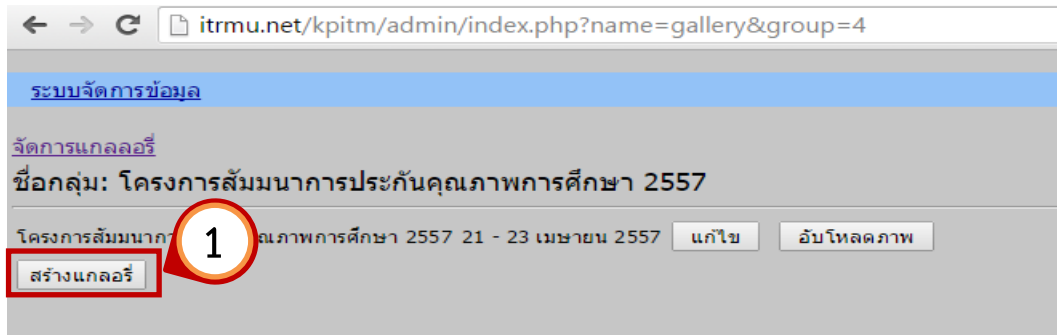 itrmu.net/kpitm/admin/index.php?name=gallery&group=4
ระบบจัดการข้อมูล
จัดการแกลลอรี่
ชื่อกลุ่ม: โครงการสัมมนาการประกันคุณภาพการศึกษา 2557
โครงการสัมมนากา 1 ุณภาพการศึกษา 2557 21 - 23 เมษายน 2557 แก้ไข อับโหลดภาพ
สร้างแกลอรี่